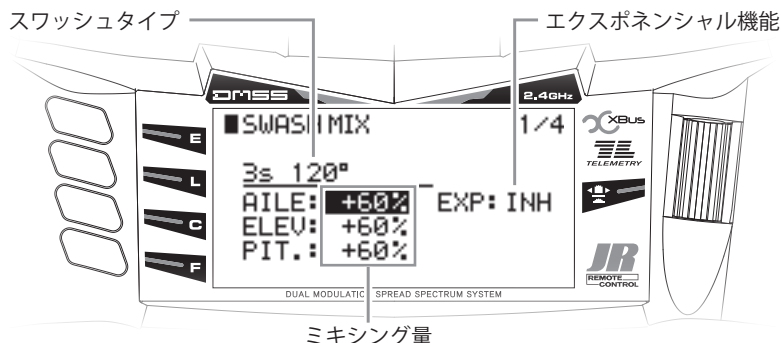 スワッシュタイプ
エクスポネンシャル機能
DMSS
2.4GHz
■SWASH MIX 1/4
XBus
E
TELEMETRY
3s 120°
L
AILE: +60% EXP: INH
ELEV: +60%
C
PIT.: +60%
F
JR
REMOTE
CONTROL
DUAL MODULATION SPREAD SPECTRUM SYSTEM
ミキシング量